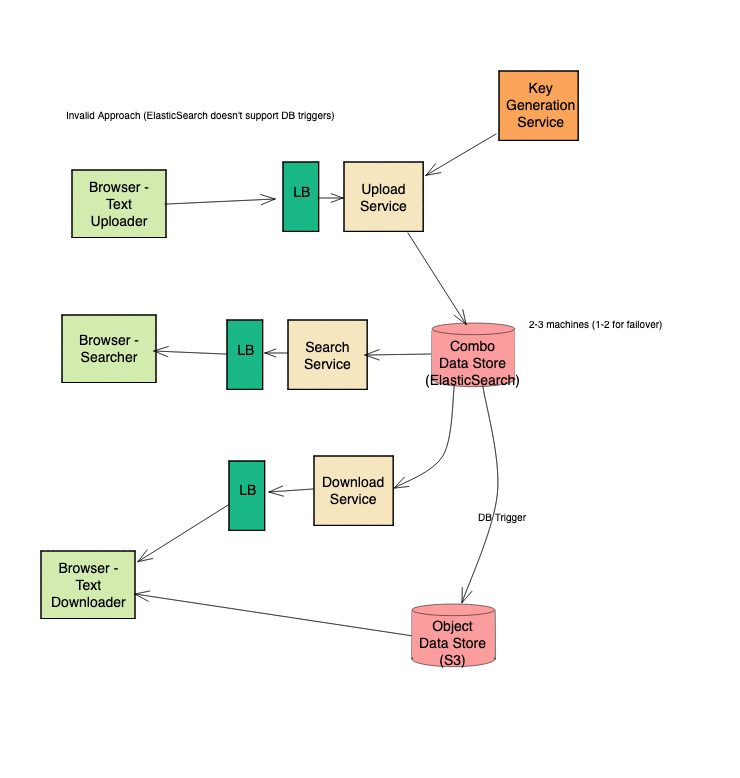 Key
Generation
Service
Invalid Approach (ElasticSearch doesn't support DB triggers)
Browser -
Text
Uploader
LB
Upload
Service
2-3 machines (1-2 for failover)
Browser -
Searcher
LB
Search
Service
Combo
Data Store
(ElasticSearch)
LB
Download
Service
DB Trigger
Browser -
Text
Downloader
Object
Data Store
(S3)